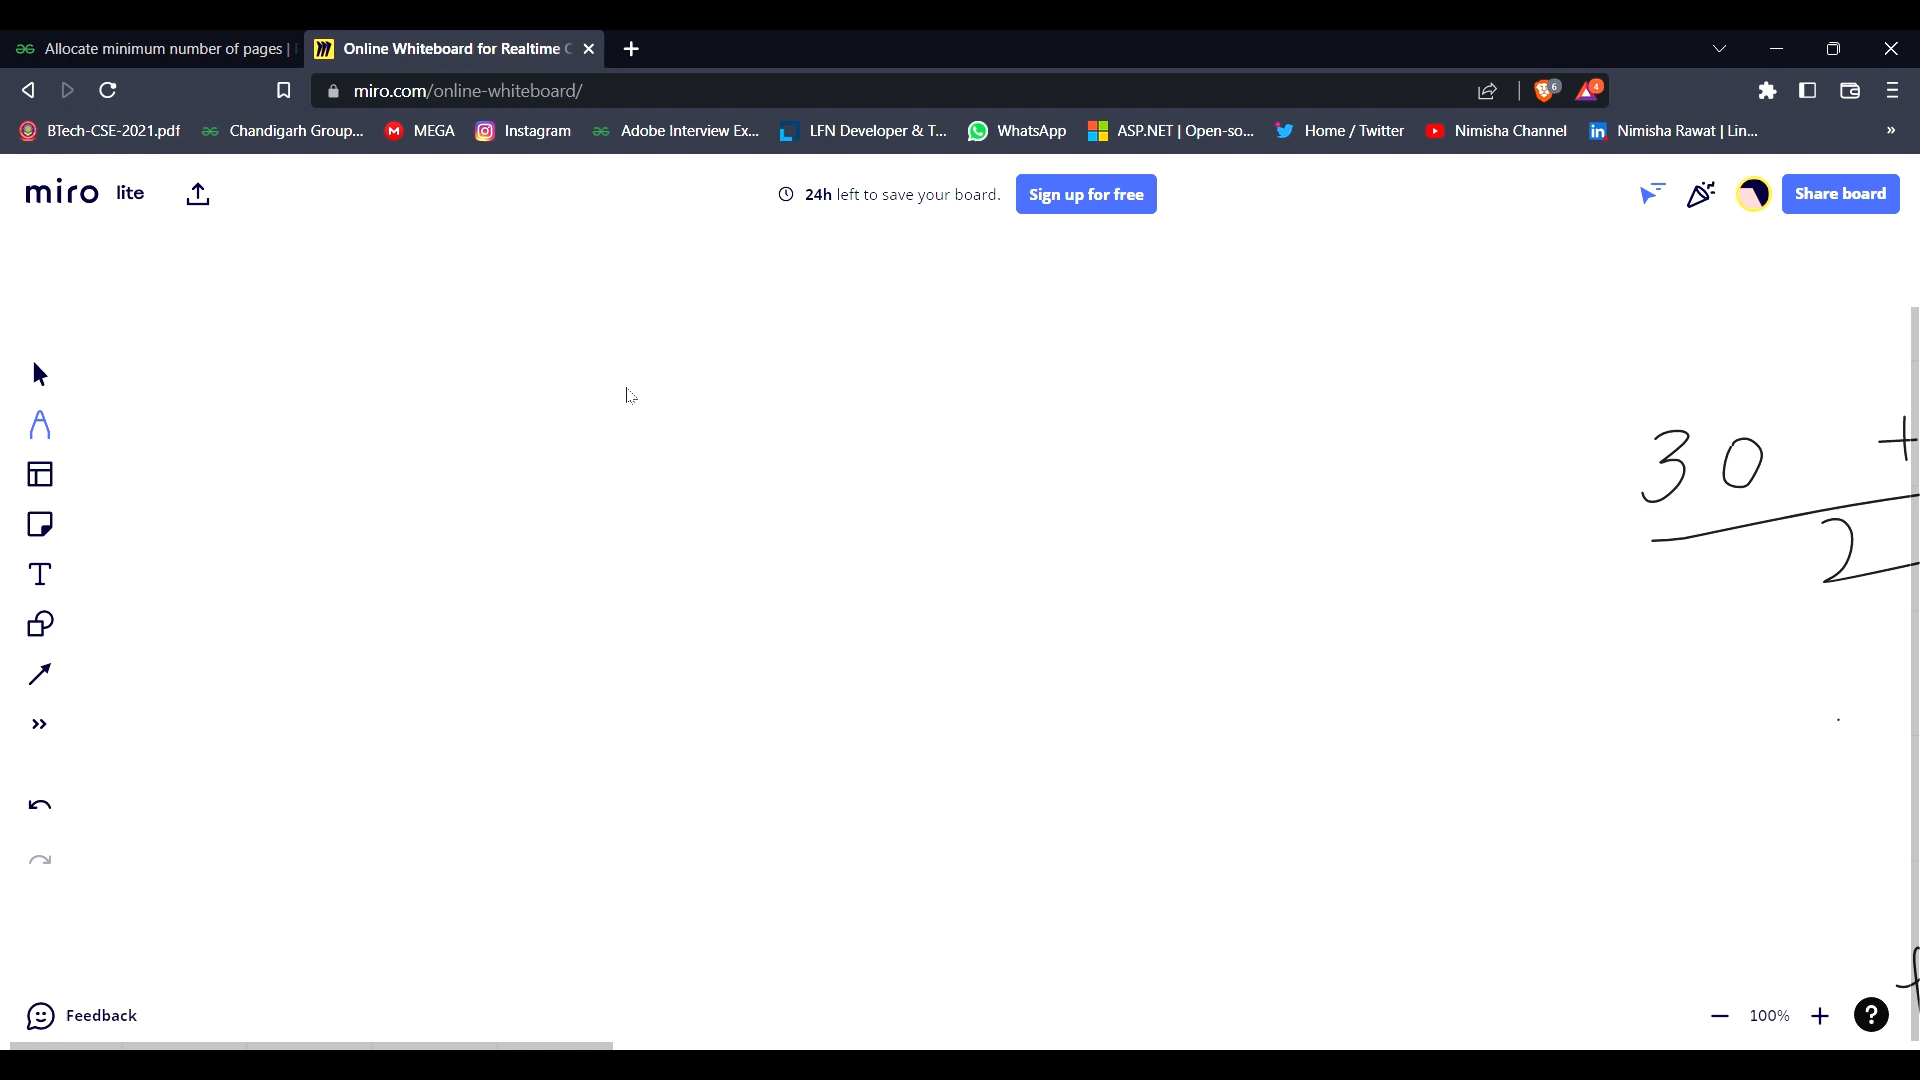 Allocate minimum number of pages |
Online Whiteboard for Realtime
miro.com/online-whiteboard/
6
4
BTech-CSE-2021.pdf
Chandigarh Group...
MEGA
Instagram
Adobe Interview Ex...
LFN Developer & T...
WhatsApp
ASP.NET | Open-so...
Home / Twitter
Nimisha Channel
Nimisha Rawat | Lin...
»
miro lite
24h left to save your board.
Sign up for free
Share board
30 +
2
Feedback
100%
?